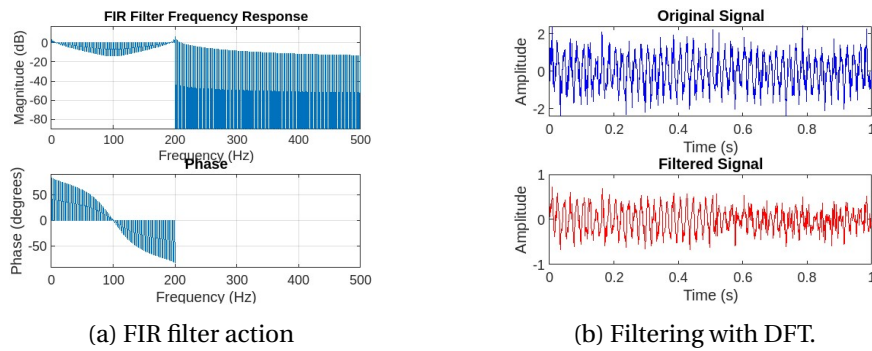 FIR Filter Frequency Response
Magnitude (dB)
0
-20
-40
-60
-80
0 100 200 300 400 500
Frequency (Hz)
Phase
Phase (degrees)
50
0
-50
0 100 200 300 400 500
Frequency (Hz)
(a) FIR filter action
Original Signal
Amplitude
2
0
-2
0 0.2 0.4 0.6 0.8 1
Time (s)
Filtered Signal
Amplitude
1
0
-1
0 0.2 0.4 0.6 0.8 1
Time (s)
(b) Filtering with DFT.